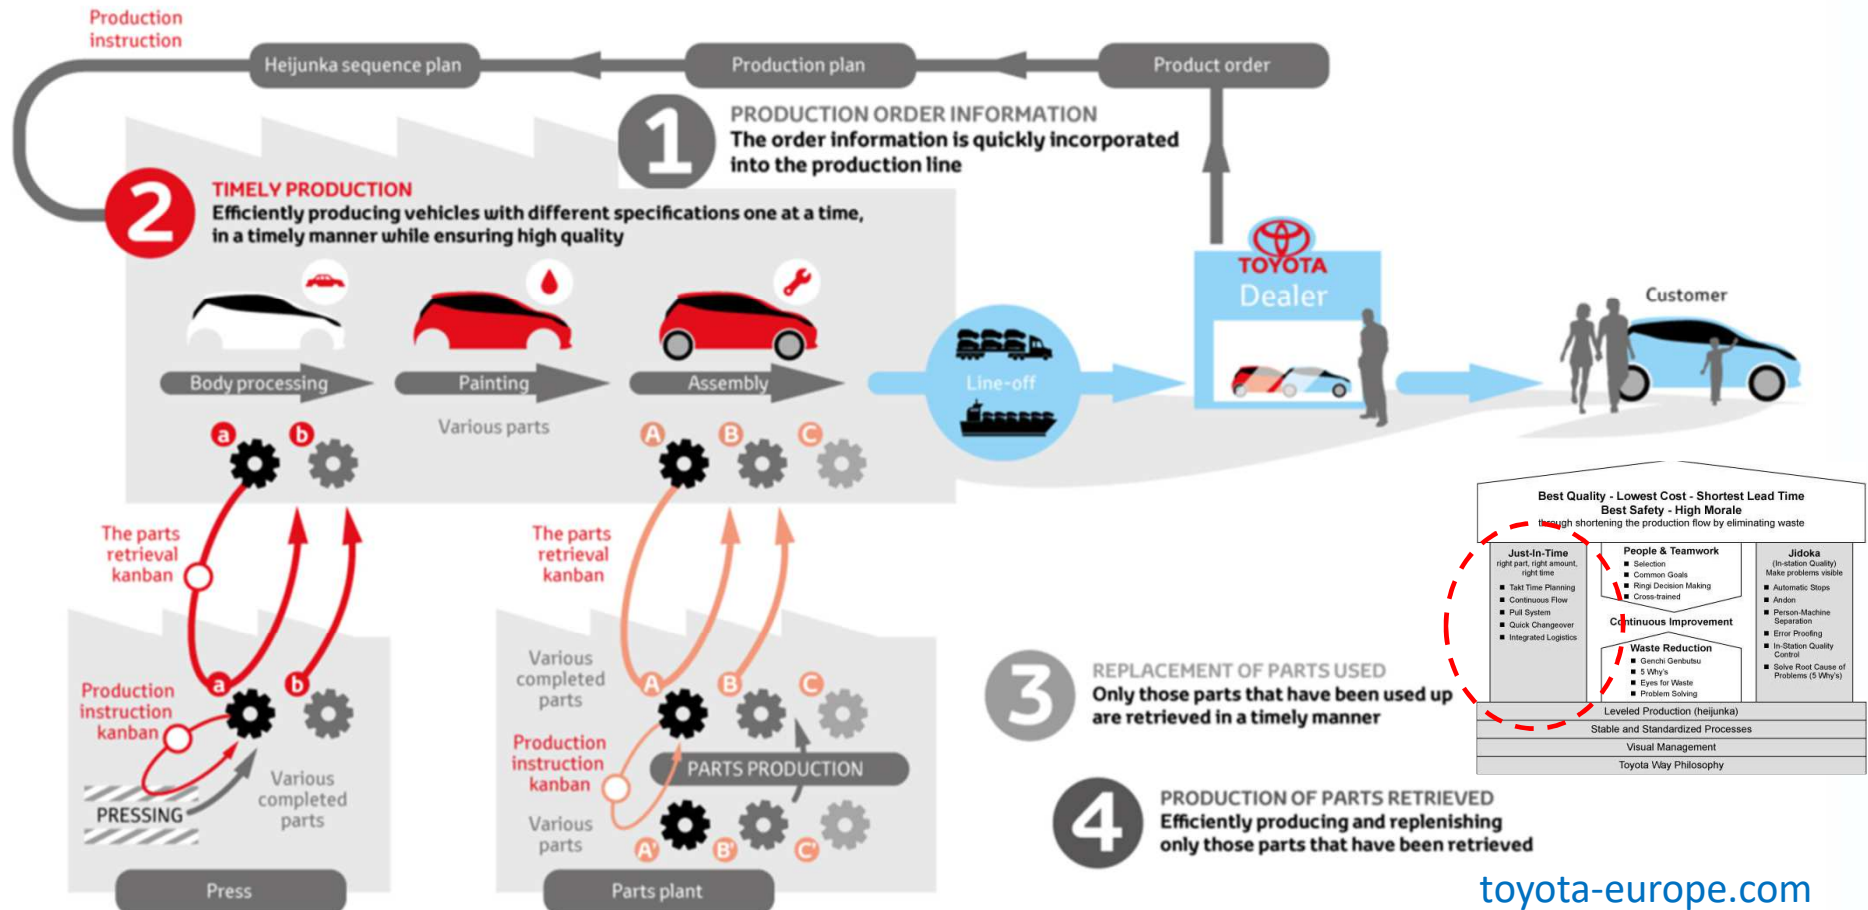 Production
instruction
Heijunka sequence plan
Production plan
Product order
1
PRODUCTION ORDER INFORMATION
The order information is quickly incorporated
into the production line
2
TIMELY PRODUCTION
Efficiently producing vehicles with different specifications one at a time,
in a timely manner while ensuring high quality
TOYOTA
Dealer
Customer
Body processing
Painting
Assembly
Line-off
Various parts
a
b
A
B
C
The parts
retrieval
kanban
The parts
retrieval
kanban
a
b
Production
instruction
kanban
PRESSING
Various
completed
parts
Press
Various
completed
parts
A
B
C
Production
instruction
kanban
PARTS PRODUCTION
Various
parts
A'
B'
C'
Parts plant
3
REPLACEMENT OF PARTS USED
Only those parts that have been used up
are retrieved in a timely manner
4
PRODUCTION OF PARTS RETRIEVED
Efficiently producing and replenishing
only those parts that have been retrieved
Best Quality - Lowest Cost - Shortest Lead Time
Best Safety - High Morale
through shortening the production flow by eliminating waste
Just-In-Time
right part, right amount,
right time
■ Takt Time Planning
■ Continuous Flow
■ Pull System
■ Quick Changeover
■ Integrated Logistics
People & Teamwork
■ Selection
■ Common Goals
■ Ringi Decision Making
■ Cross-trained
Continuous Improvement
Waste Reduction
■ Genchi Genbutsu
■ 5 Why's
■ Eyes for Waste
■ Problem Solving
Jidoka
(In-station Quality)
Make problems visible
■ Automatic Stops
■ Andon
■ Person-Machine
Separation
■ Error Proofing
■ In-Station Quality
Control
■ Solve Root Cause of
Problems (5 Why's)
Leveled Production (heijunka)
Stable and Standardized Processes
Visual Management
Toyota Way Philosophy
toyota-europe.com